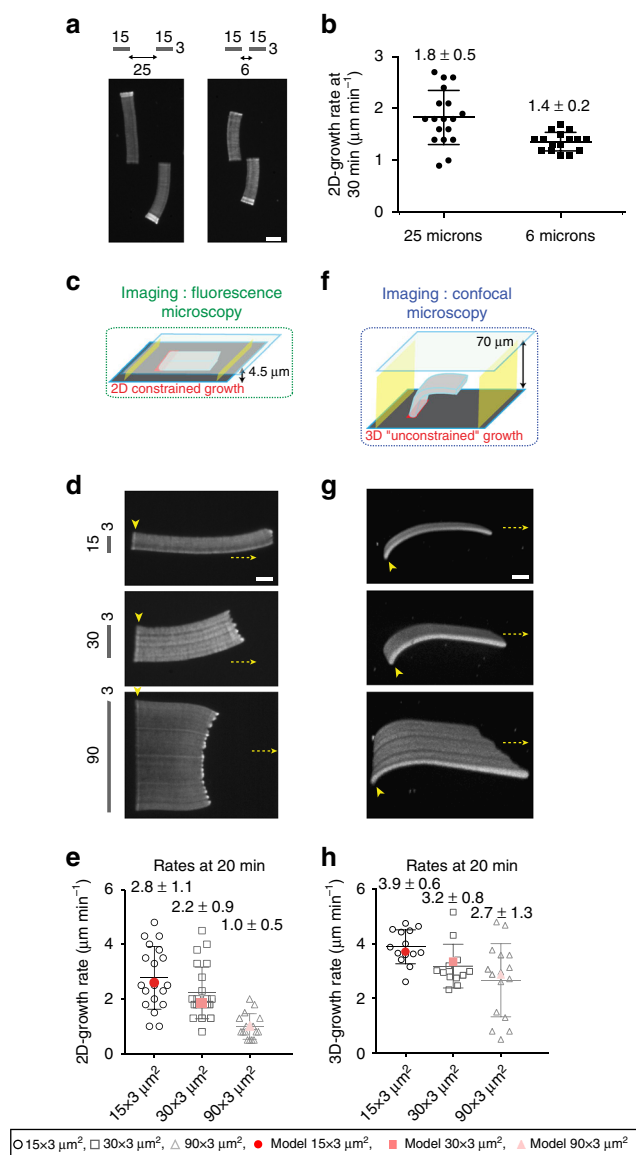 a
15 15 3
25
15 15 3
6
b
1.8 ± 0.5
1.4 ± 0.2
2D-growth rate at
30 min (μm min⁻¹)
3
2
1
0
25 microns
6 microns
c
Imaging : fluorescence
microscopy
4.5 μm
2D constrained growth
f
Imaging : confocal
microscopy
70 μm
3D "unconstrained" growth
d
15 3
30 3
90 3
g
e
Rates at 20 min
2.8 ± 1.1
2.2 ± 0.9
1.0 ± 0.5
2D-growth rate (μm min⁻¹)
6
4
2
0
15×3 μm²
30×3 μm²
90×3 μm²
h
Rates at 20 min
3.9 ± 0.6
3.2 ± 0.8
2.7 ± 1.3
3D-growth rate (μm min⁻¹)
6
4
2
0
15×3 μm²
30×3 μm²
90×3 μm²
15×3 μm², 30×3 μm², 90×3 μm², Model 15×3 μm², Model 30×3 μm², Model 90×3 μm²